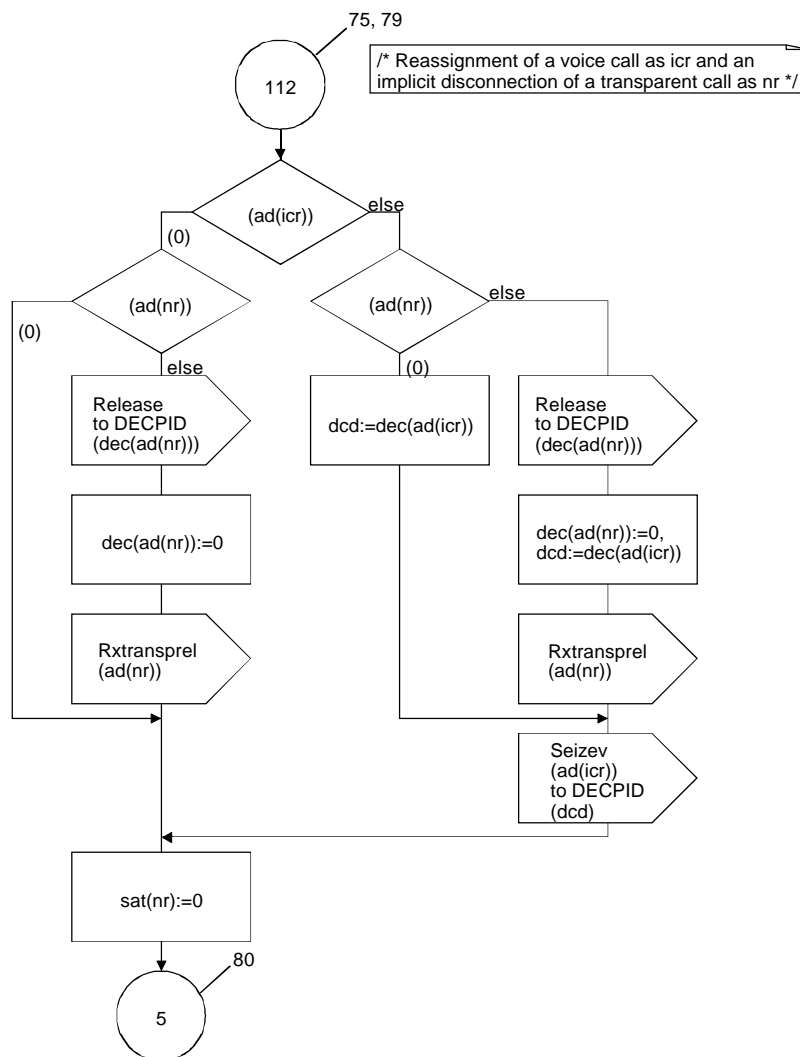 75, 79
/* Reassignment of a voice call as icr and an
implicit disconnection of a transparent call as nr */
112
(ad(icr))
else
(0)
(ad(nr))
(0)
else
(ad(nr))
else
(0)
Release
to DECPID
(dec(ad(nr)))
dcd:=dec(ad(icr))
Release
to DECPID
(dec(ad(nr)))
dec(ad(nr)):=0
dec(ad(nr)):=0,
dcd:=dec(ad(icr))
Rxtransprel
(ad(nr))
Rxtransprel
(ad(nr))
Seizev
(ad(icr))
to DECPID
(dcd)
sat(nr):=0
80
5